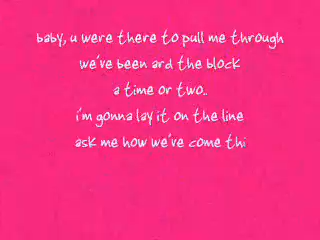 baby, u were there to pull me through
we've been ard the block
a time or two..
i'm gonna lay it on the line
ask me how we've come thi